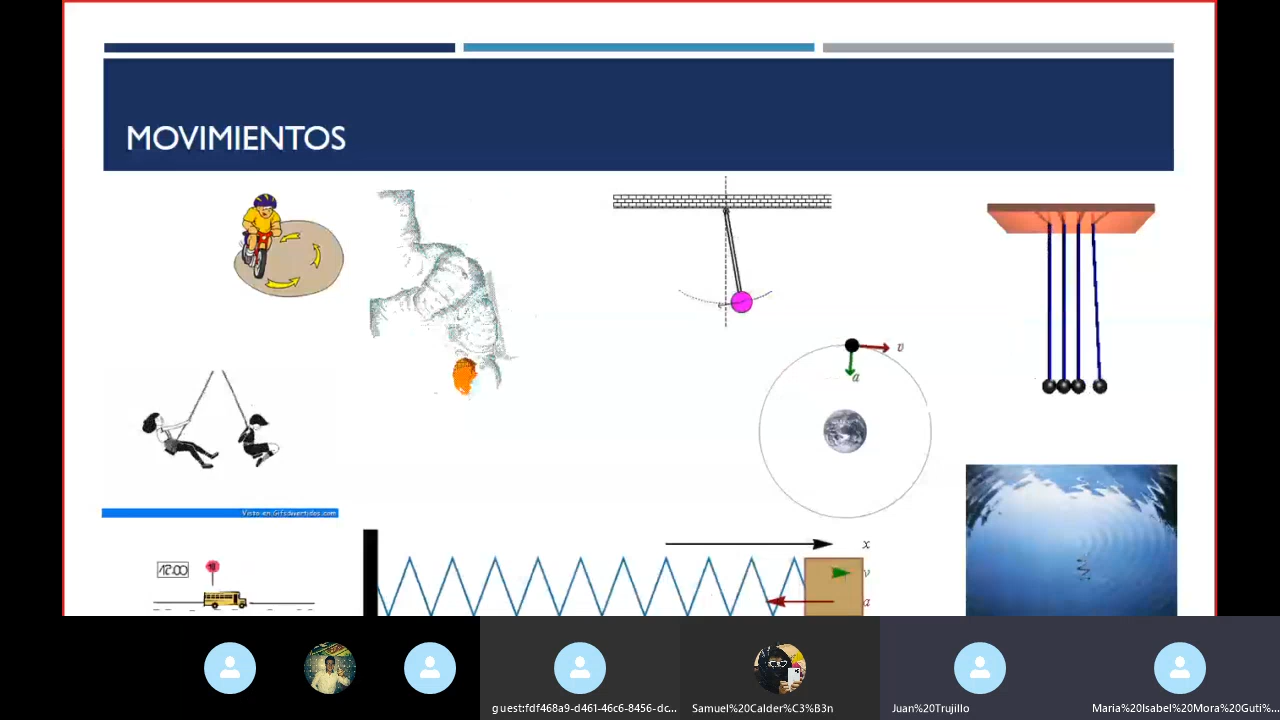 MOVIMIENTOS
v
a
Visto en Gifsdivertidos.com
12:00
x
v
a
guest:fdf468a9-d461-46c6-8456-dc...
Samuel%20Calder%C3%B3n
Juan%20Trujillo
Maria%20Isabel%20Mora%20Guti%...